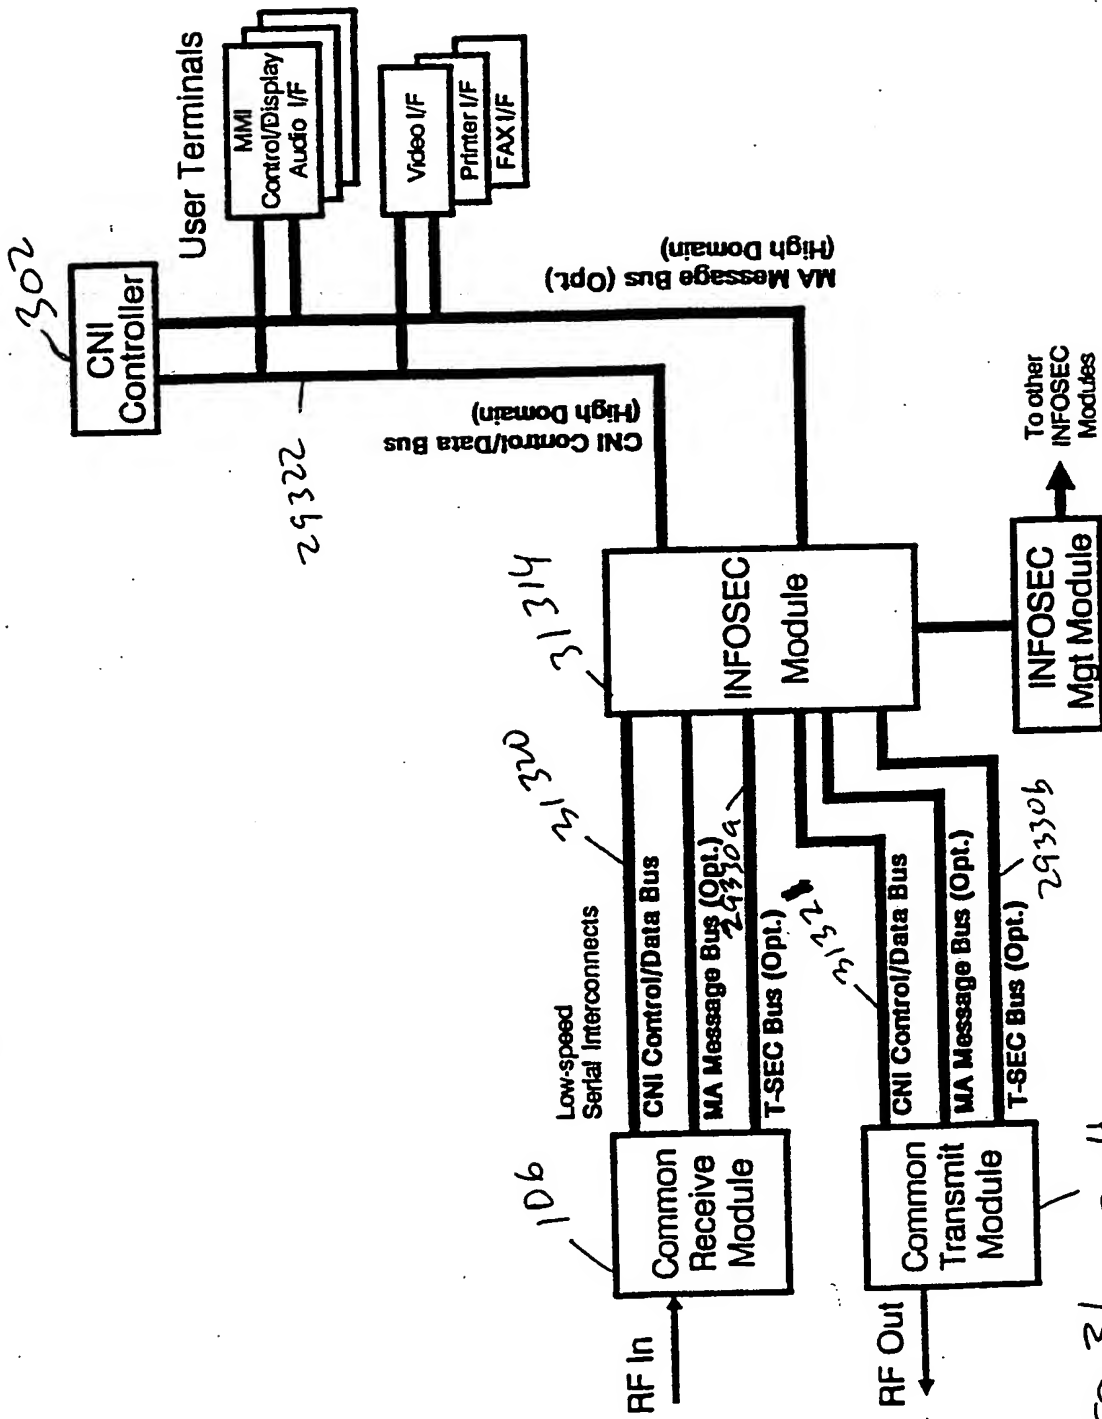 User Terminals
302
CNI
Controller
MMI
Control/Display
Audio I/F
Video I/F
Printer I/F
FAX I/F
29322
CNI Control/Data Bus
(High Domain)
MA Message Bus (Opt.)
(High Domain)
31314
INFOSEC
Module
INFOSEC
Mgt Module
To other
INFOSEC
Modules
31320
Low-speed
Serial Interconnects
CNI Control/Data Bus
MA Message Bus (Opt.)
29330a
T-SEC Bus (Opt.)
3132
CNI Control/Data Bus
MA Message Bus (Opt.)
T-SEC Bus (Opt.)
29330b
106
Common
Receive
Module
RF In
Common
Transmit
Module
RF Out